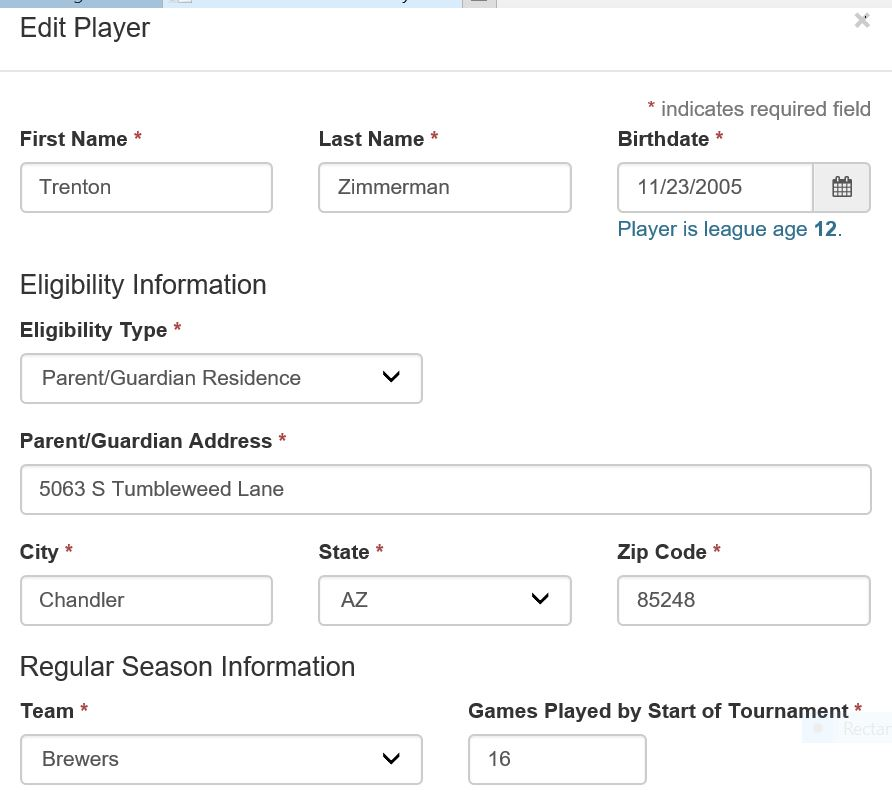 Edit Player
* indicates required field
First Name * Last Name * Birthdate *
Trenton Zimmerman 11/23/2005
Player is league age 12.
Eligibility Information
Eligibility Type *
Parent/Guardian Residence
Parent/Guardian Address *
5063 S Tumbleweed Lane
City * State * Zip Code *
Chandler AZ 85248
Regular Season Information
Team * Games Played by Start of Tournament *
Rectan
Brewers 16